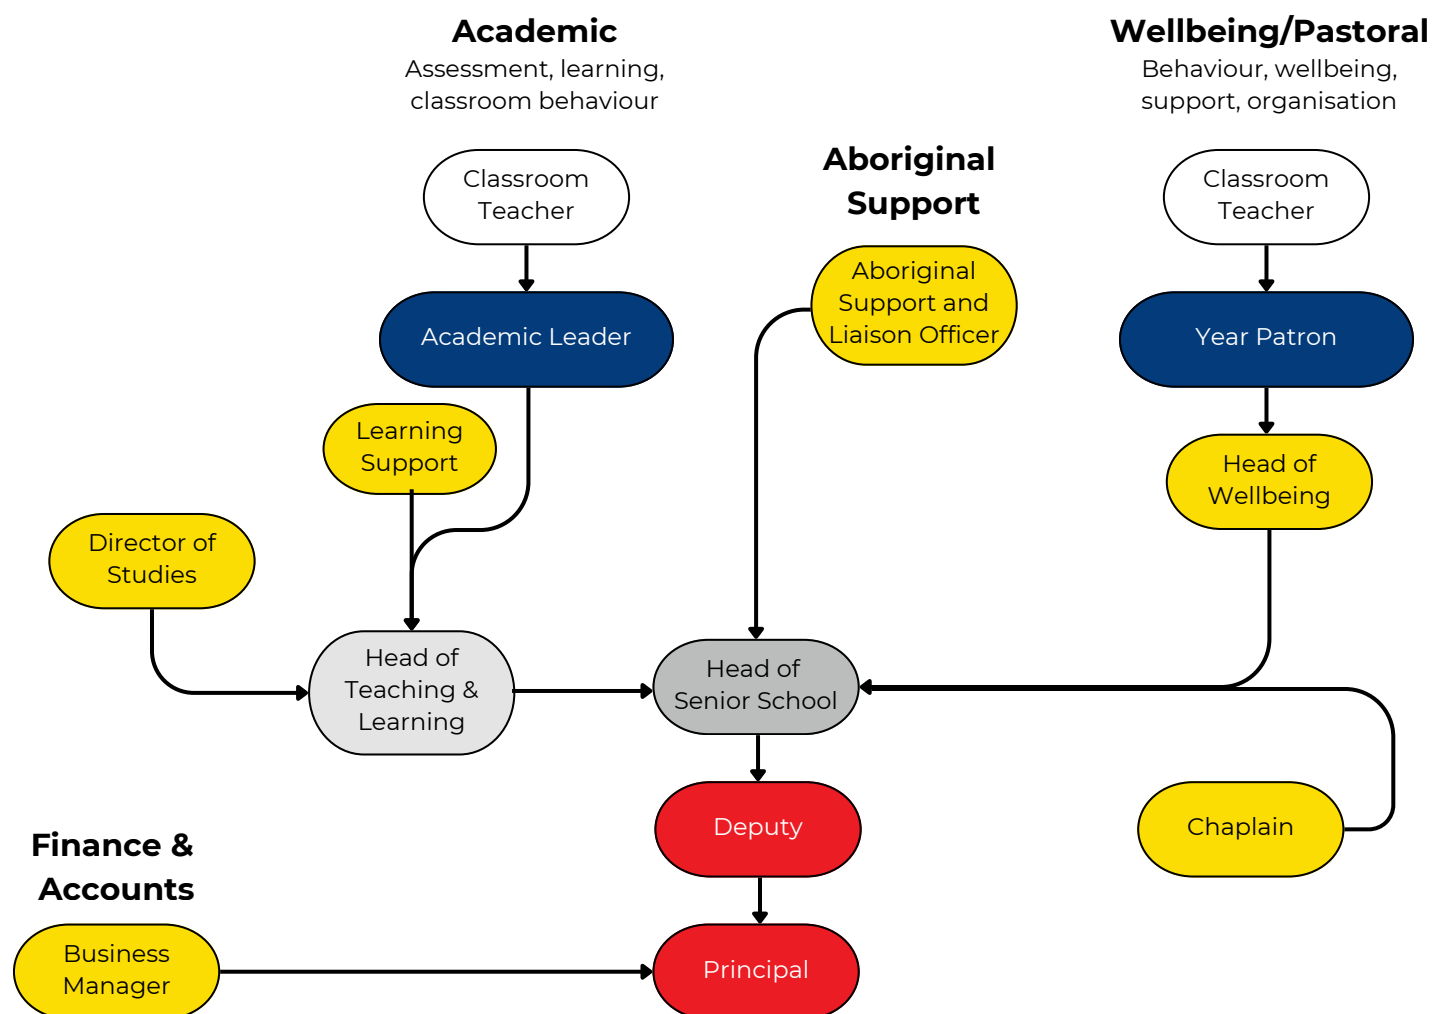 Academic
Assessment, learning,
classroom behaviour
Wellbeing/Pastoral
Behaviour, wellbeing,
support, organisation
Aboriginal
Support
Classroom
Teacher
Classroom
Teacher
Aboriginal
Support and
Liaison Officer
Academic Leader
Year Patron
Learning
Support
Head of
Wellbeing
Director of
Studies
Head of
Teaching &
Learning
Head of
Senior School
Deputy
Chaplain
Finance &
Accounts
Business
Manager
Principal